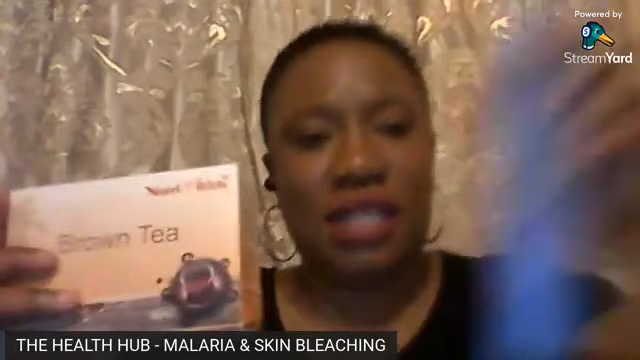 Powered by
StreamYard
Brown Tea
THE HEALTH HUB - MALARIA & SKIN BLEACHING